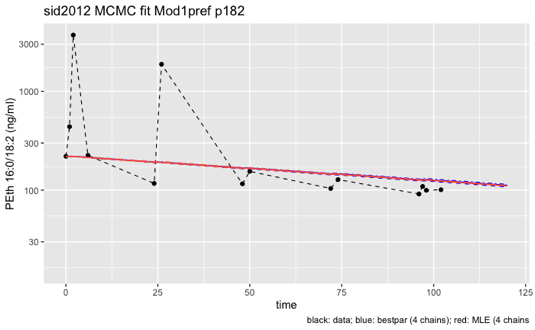 sid2012 MCMC fit Mod1pref p182
PEth 16:0/18:2 (ng/ml)
3000
1000
300
100
30
0
25
50
75
100
125
time
black: data; blue: bestpar (4 chains); red: MLE (4 chains